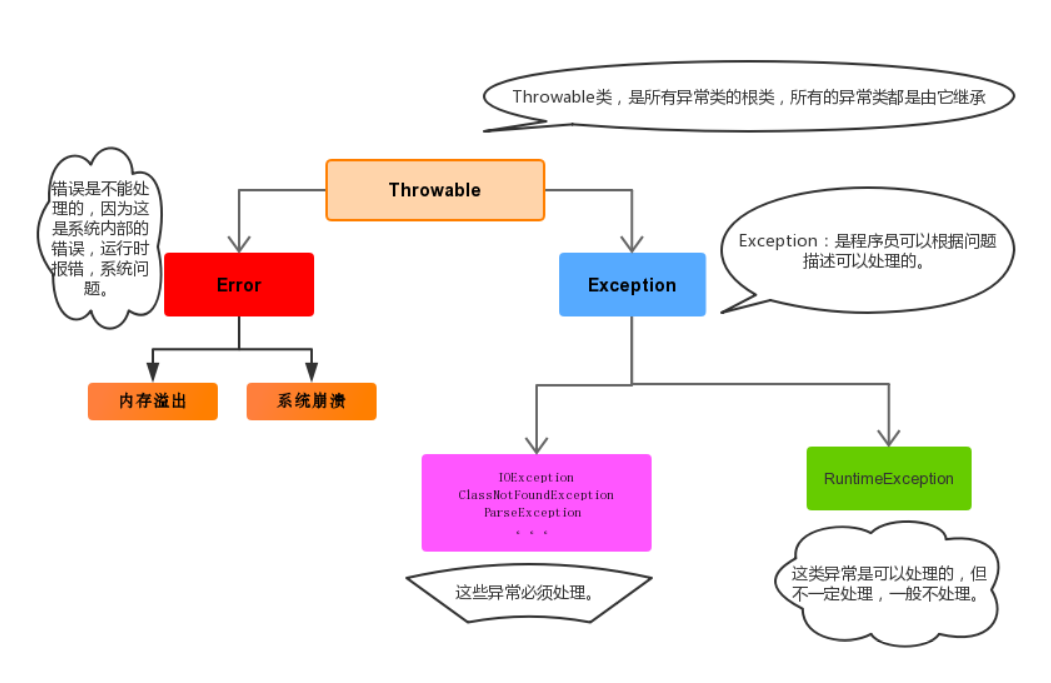 Throwable类，是所有异常类的根类，所有的异常类都是由它继承
Throwable
错误是不能处
理的，因为这
是系统内部的
错误，运行时
报错，系统问
题。
Error
Exception
Exception：是程序员可以根据问题
描述可以处理的。
内存溢出
系统崩溃
IOException
ClassNotFoundException
ParseException
。。。
RuntimeException
这些异常必须处理。
这类异常是可以处理的，但
不一定处理，一般不处理。